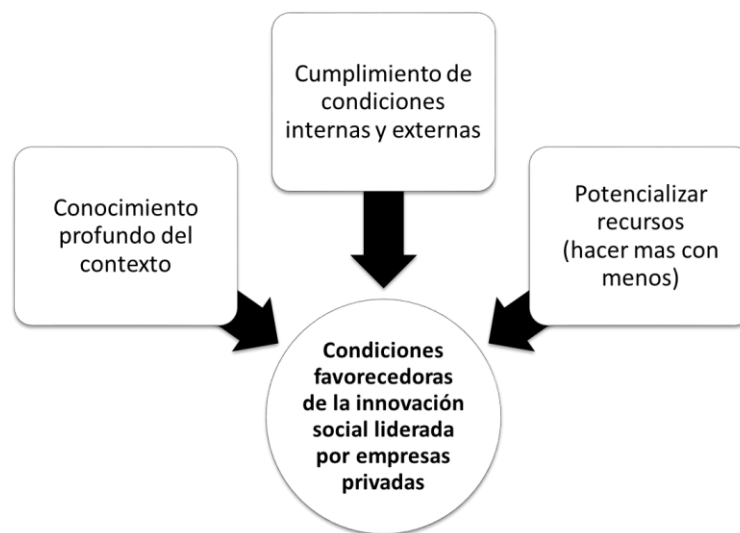 Cumplimiento de
condiciones
internas y externas
Conocimiento
profundo del
contexto
Potencializar
recursos
(hacer mas con
menos)
Condiciones
favorecedoras
de la innovación
social liderada
por empresas
privadas